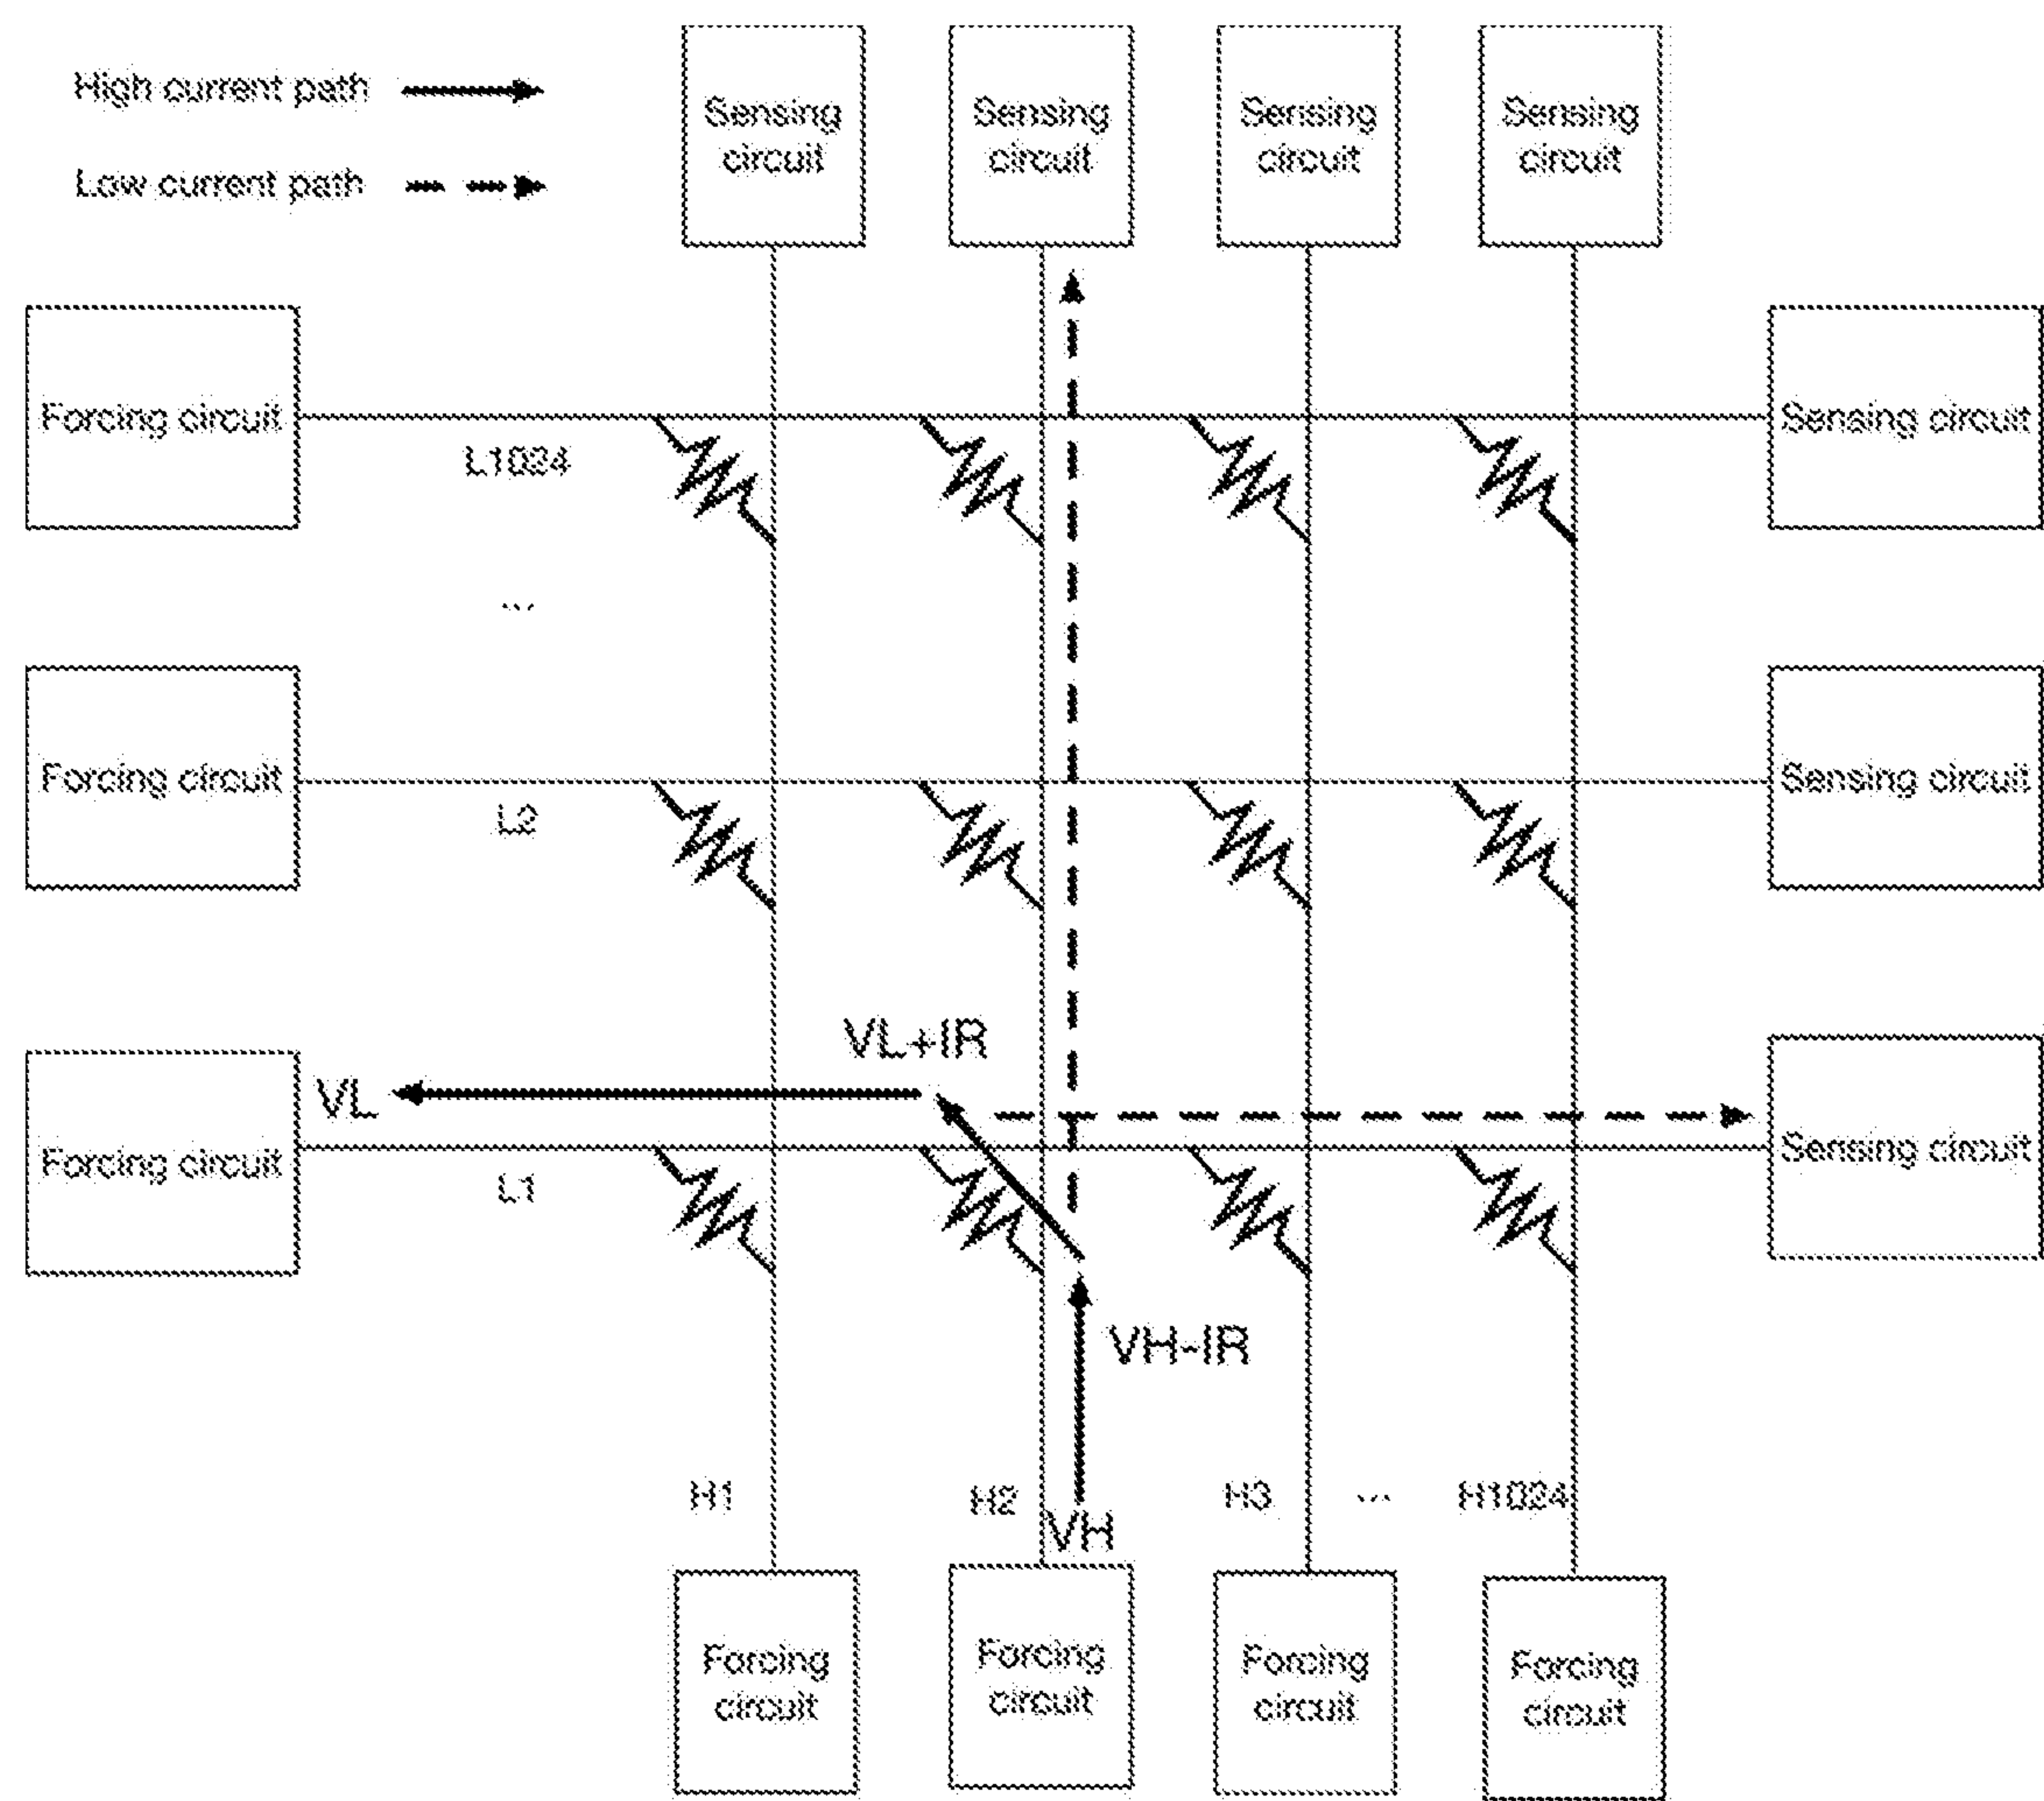 High current path
Low current path
Sensing
circuit
Sensing
circuit
Sensing
circuit
Sensing
circuit
Forcing circuit
L1024
Sensing circuit
...
Forcing circuit
L2
Sensing circuit
VL+IR
VL
Forcing circuit
L1
Sensing circuit
VH-IR
H1
H2
H3
...
H1024
VH
Forcing
circuit
Forcing
circuit
Forcing
circuit
Forcing
circuit